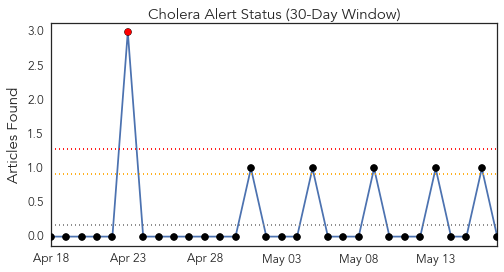 Cholera Alert Status (30-Day Window)
Articles Found
3.0
2.5
2.0
1.5
1.0
0.5
0.0
Apr 18
Apr 23
Apr 28
May 03
May 08
May 13